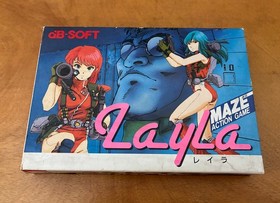 dB-SOFT
Layla
MAZE
ACTION GAME
レイラ